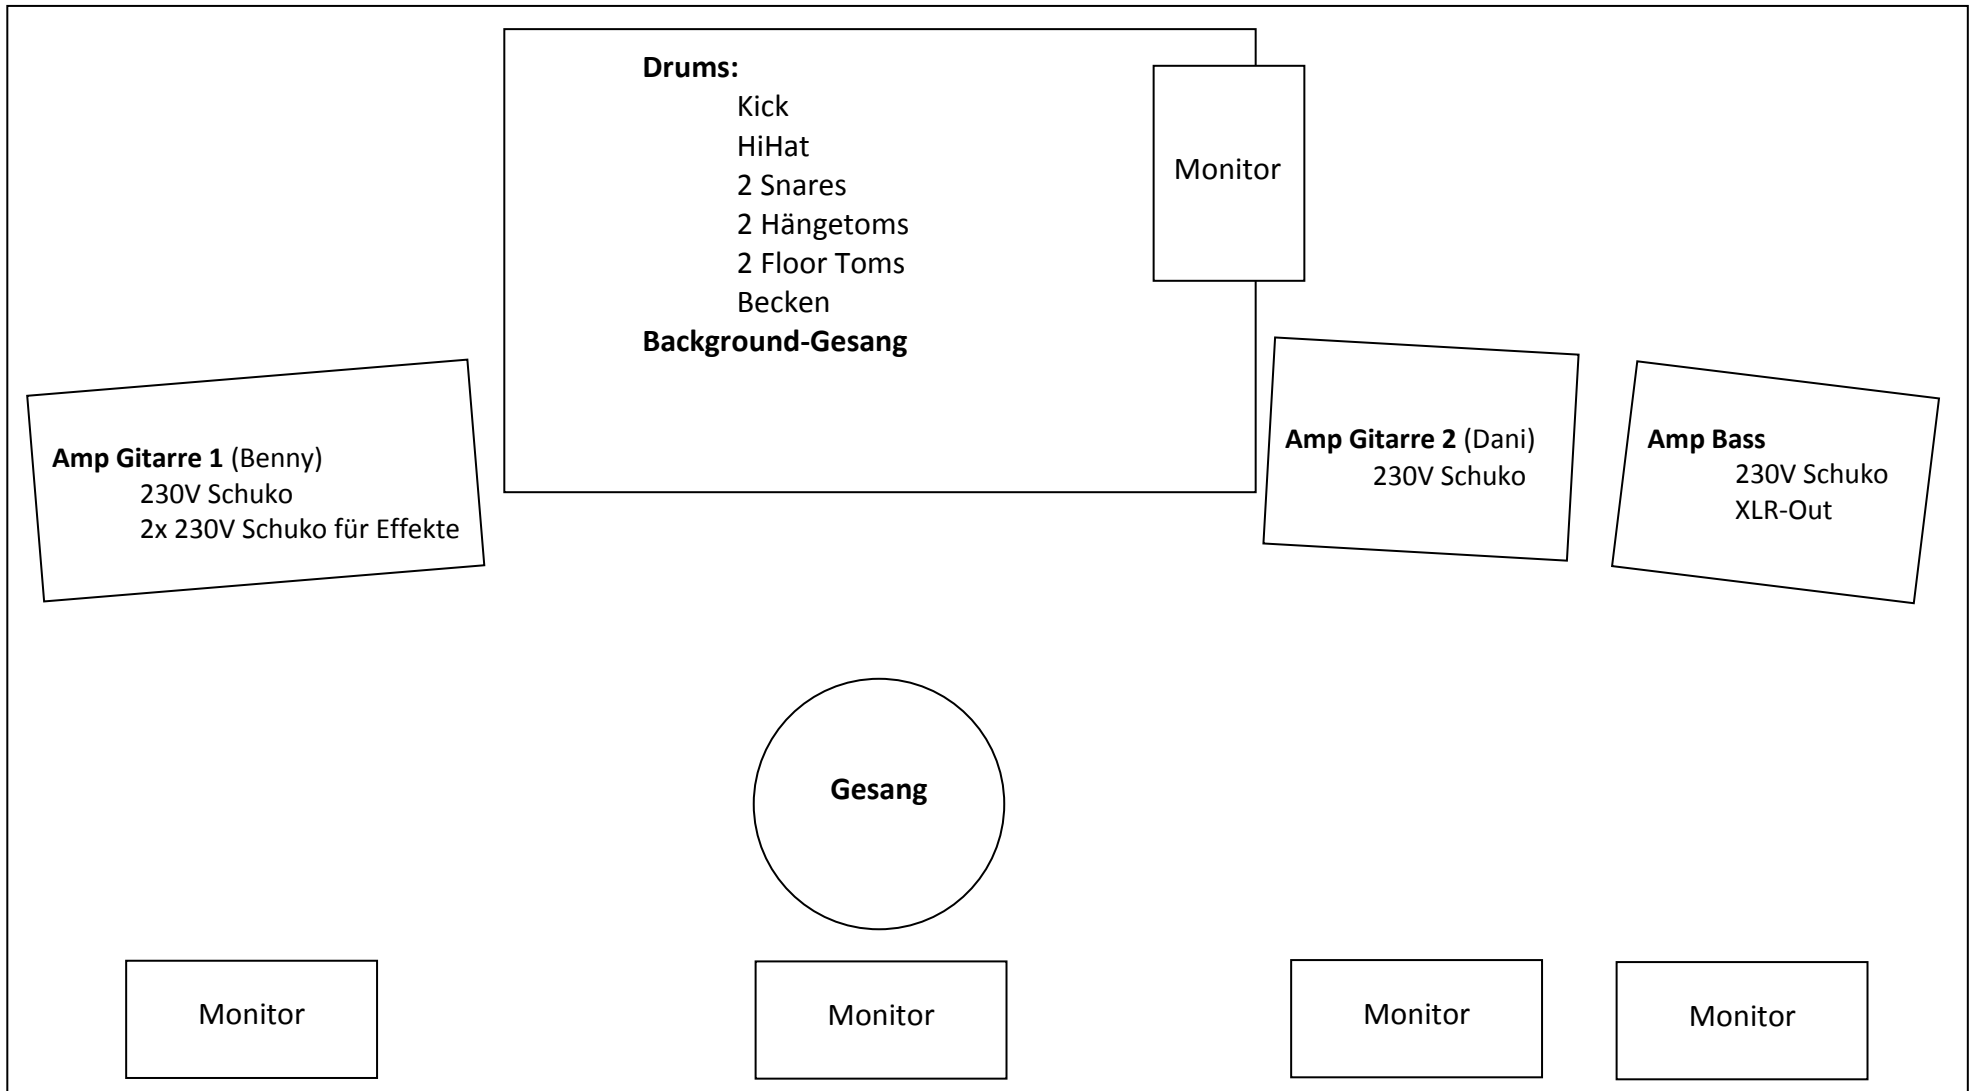 Drums:
Kick
HiHat
2 Snares
2 Hängetoms
2 Floor Toms
Becken
Background-Gesang
Monitor
Amp Gitarre 1 (Benny)
230V Schuko
2x 230V Schuko für Effekte
Amp Gitarre 2 (Dani)
230V Schuko
Amp Bass
230V Schuko
XLR-Out
Gesang
Monitor
Monitor
Monitor
Monitor